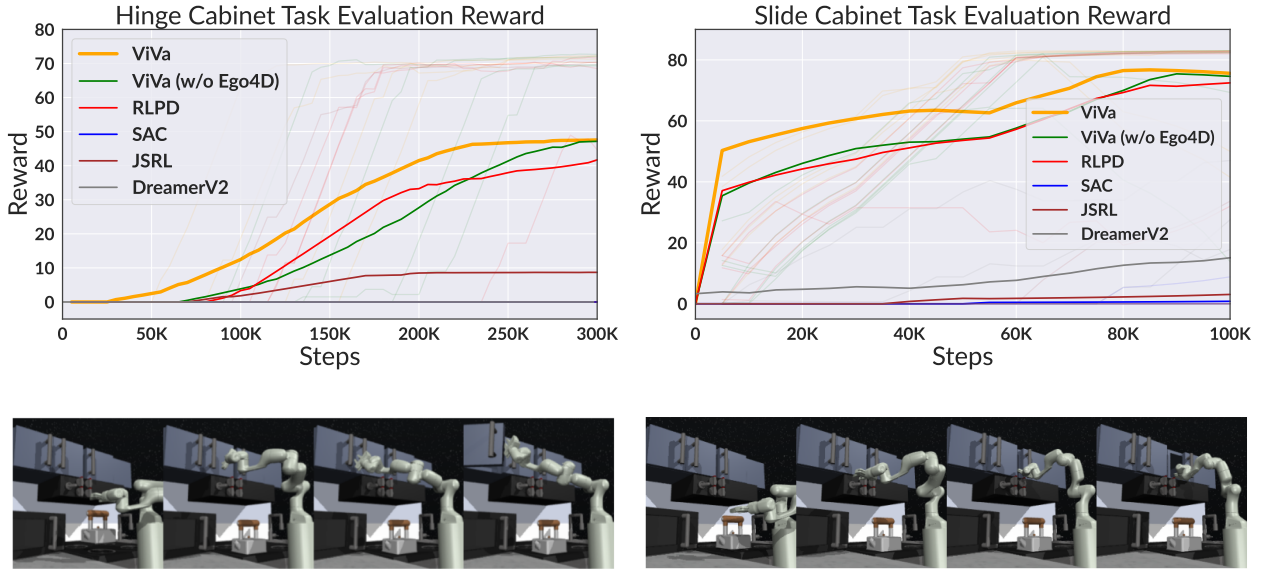 Hinge Cabinet Task Evaluation Reward
80
70
60
50
40
30
20
10
0
Reward
ViVa
ViVa (w/o Ego4D)
RLPD
SAC
JSRL
DreamerV2
0 50K 100K 150K 200K 250K 300K
Steps
Slide Cabinet Task Evaluation Reward
80
60
40
20
0
Reward
ViVa
ViVa (w/o Ego4D)
RLPD
SAC
JSRL
DreamerV2
0 20K 40K 60K 80K 100K
Steps